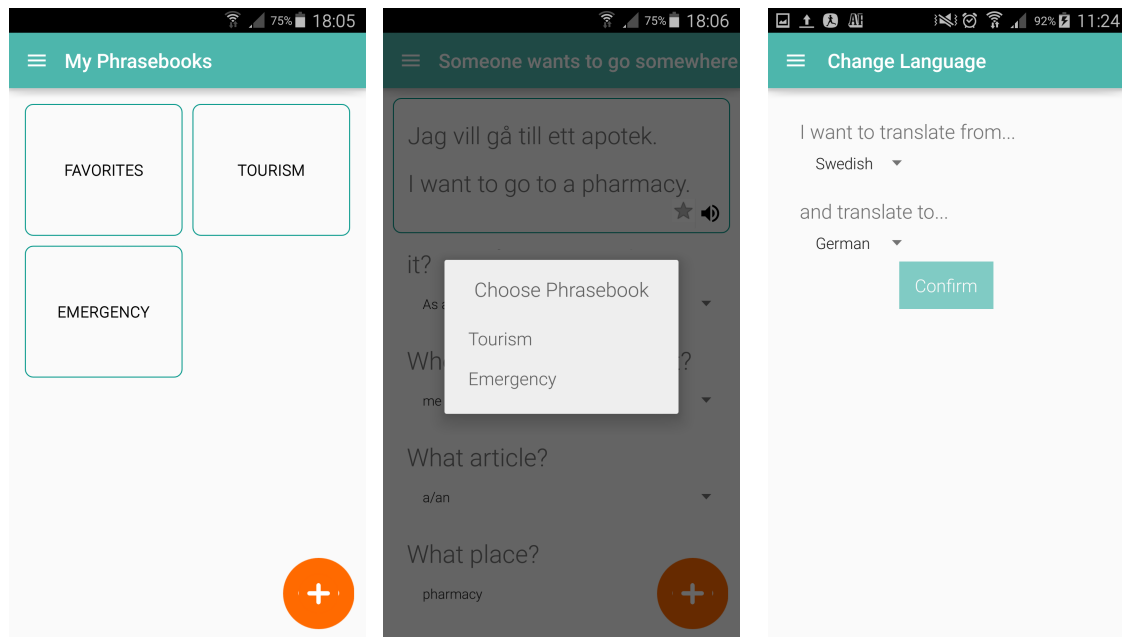 75% 18:05
My Phrasebooks
FAVORITES
TOURISM
EMERGENCY
75% 18:06
Someone wants to go somewhere
Jag vill gå till ett apotek.
I want to go to a pharmacy.
it?
As
Choose Phrasebook
Tourism
Emergency
?
me
What article?
a/an
What place?
pharmacy
92% 11:24
Change Language
I want to translate from...
Swedish
and translate to...
German
Confirm